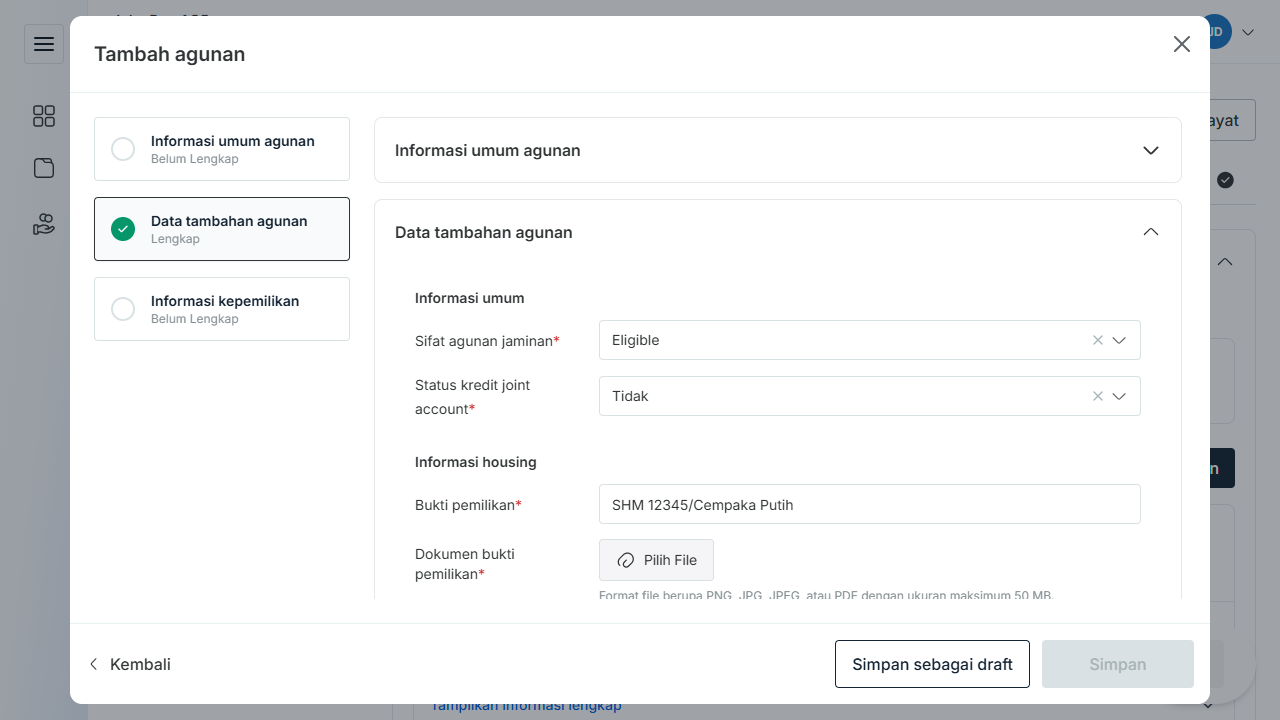 Tambah agunan
JD
Informasi umum agunan
Belum Lengkap
Data tambahan agunan
Lengkap
Informasi kepemilikan
Belum Lengkap
Informasi umum agunan
Data tambahan agunan
Informasi umum
Sifat agunan jaminan*
Eligible
Status kredit joint
account*
Tidak
Informasi housing
Bukti pemilikan*
SHM 12345/Cempaka Putih
Dokumen bukti
pemilikan*
Pilih File
Format file berupa PNG, JPG, JPEG, atau PDF dengan ukuran maksimum 50 MB.
Kembali
Simpan sebagai draft
Simpan
Tampilkan informasi lengkap